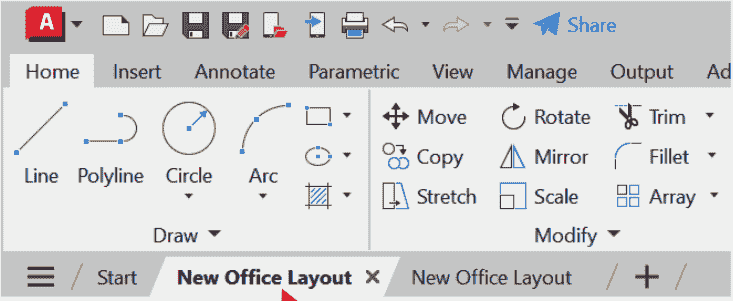 A
Share
Home Insert Annotate Parametric View Manage Output Ad
Line Polyline Circle Arc
Move Rotate Trim
Copy Mirror Fillet
Stretch Scale Array
Draw Modify
Start New Office Layout New Office Layout